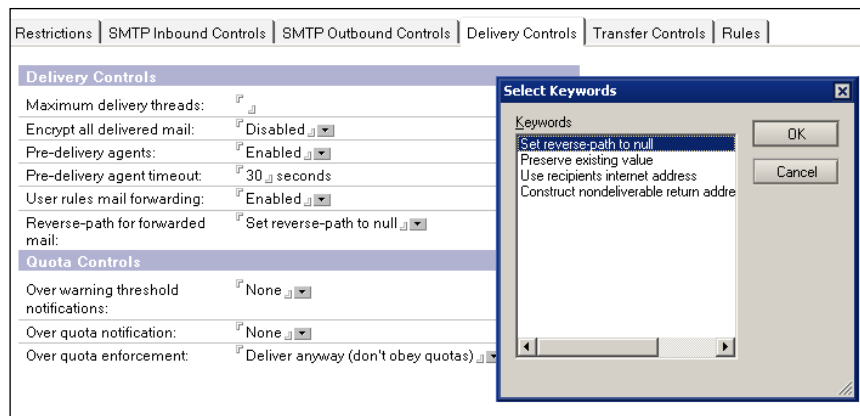 Restrictions | SMTP Inbound Controls | SMTP Outbound Controls | Delivery Controls | Transfer Controls | Rules
Delivery Controls
Maximum delivery threads:
Encrypt all delivered mail: Disabled
Pre-delivery agents: Enabled
Pre-delivery agent timeout: 30 seconds
User rules mail forwarding: Enabled
Reverse-path for forwarded mail: Set reverse-path to null
Quota Controls
Over warning threshold notifications: None
Over quota notification: None
Over quota enforcement: Deliver anyway (don't obey quotas)
Select Keywords
Keywords
Set reverse-path to null
Preserve existing value
Use recipients internet address
Construct nondeliverable return addre
OK
Cancel